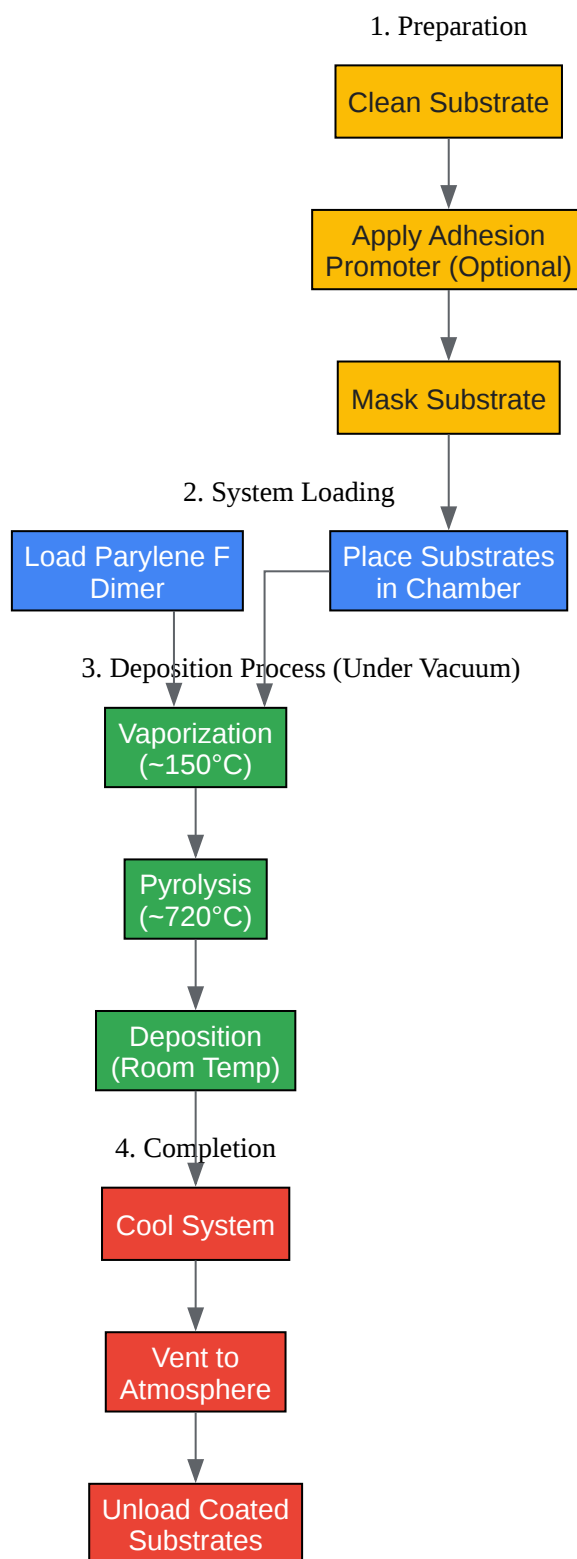 1. Preparation
Clean Substrate
Apply Adhesion
Promoter (Optional)
Mask Substrate
2. System Loading
Load Parylene F
Dimer
Place Substrates
in Chamber
3. Deposition Process (Under Vacuum)
Vaporization
(~150°C)
Pyrolysis
(~720°C)
Deposition
(Room Temp)
4. Completion
Cool System
Vent to
Atmosphere
Unload Coated
Substrates